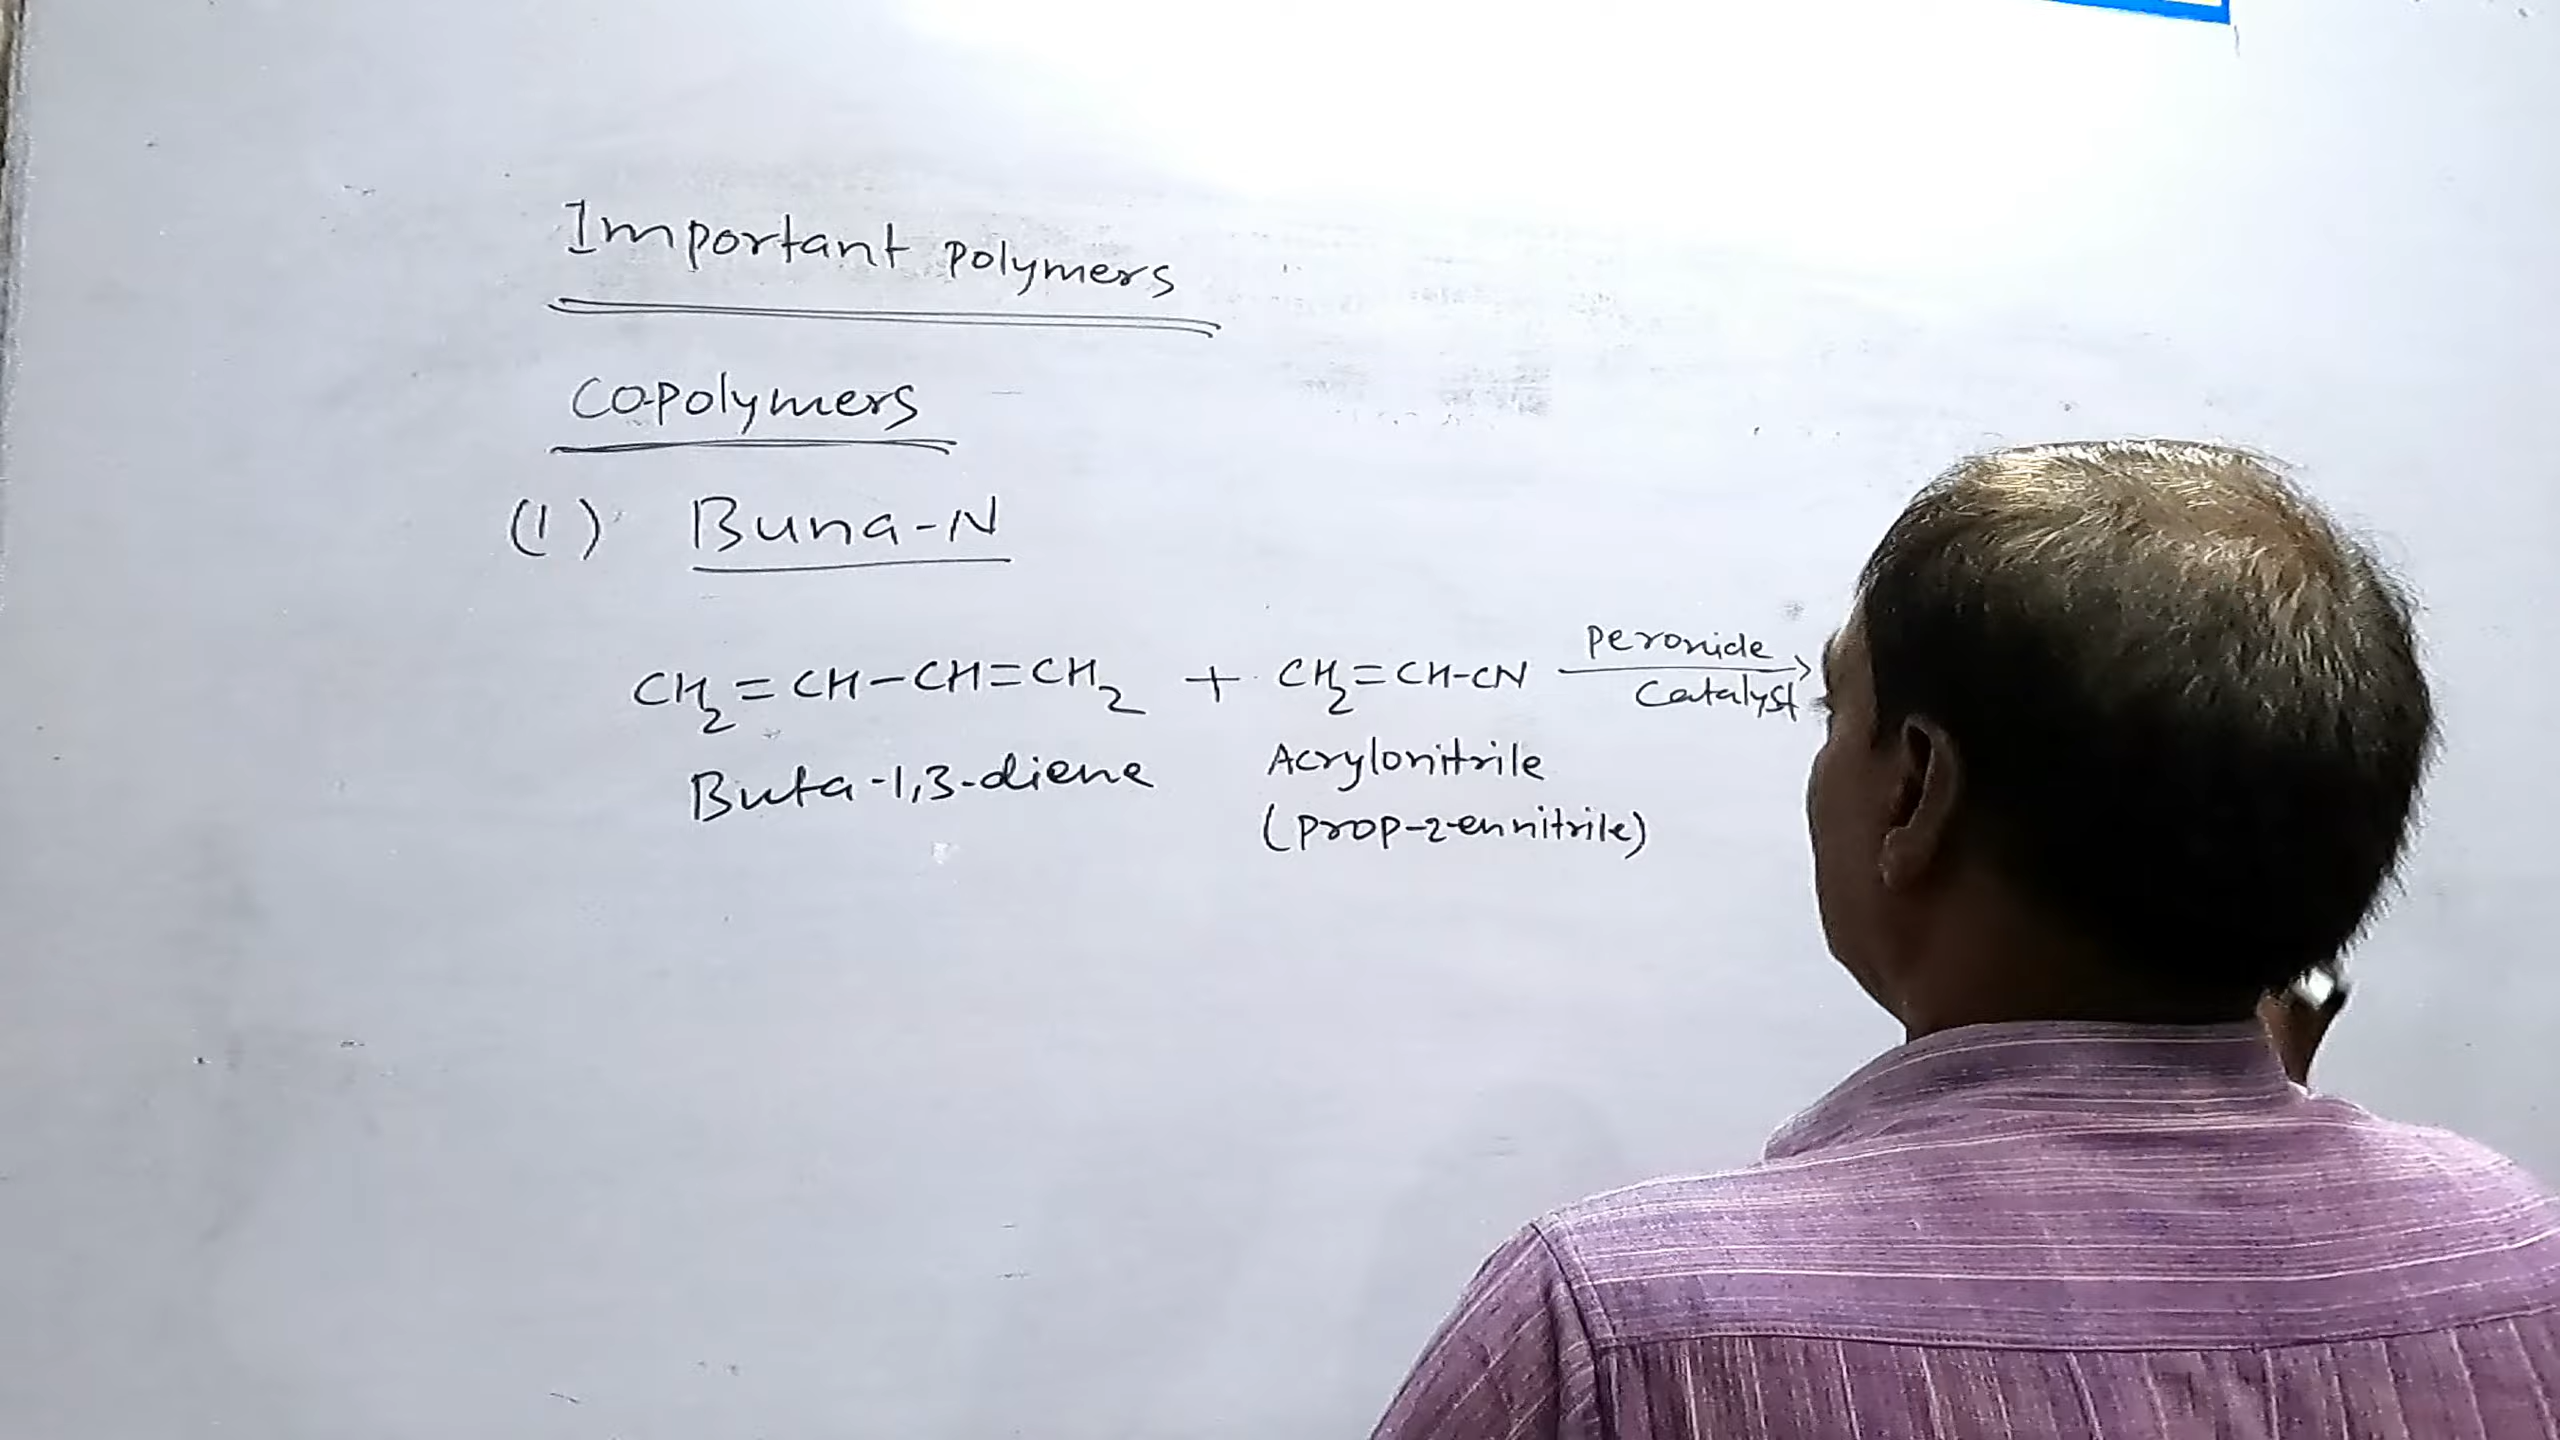 Important polymers
copolymers
(1) Buna-N
CH2=CH-CH=CH2 + CH2=CH-CN peroxide catalyst →
Buta-1,3-diene Acrylonitrile
(prop-2-ennitrile)